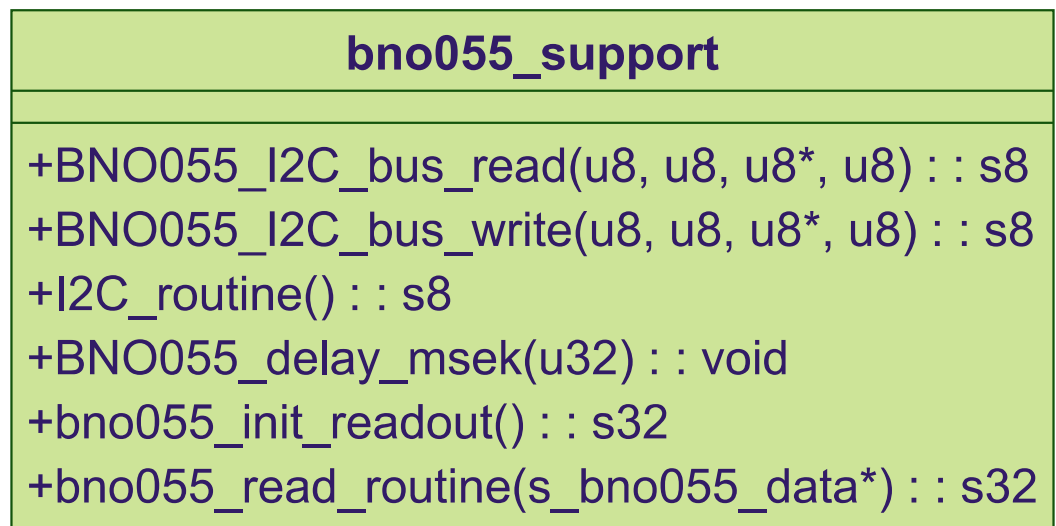 bno055_support
+BNO055_I2C_bus_read(u8, u8, u8*, u8) : : s8
+BNO055_I2C_bus_write(u8, u8, u8*, u8) : : s8
+I2C_routine() : : s8
+BNO055_delay_msek(u32) : : void
+bno055_init_readout() : : s32
+bno055_read_routine(s_bno055_data*) : : s32